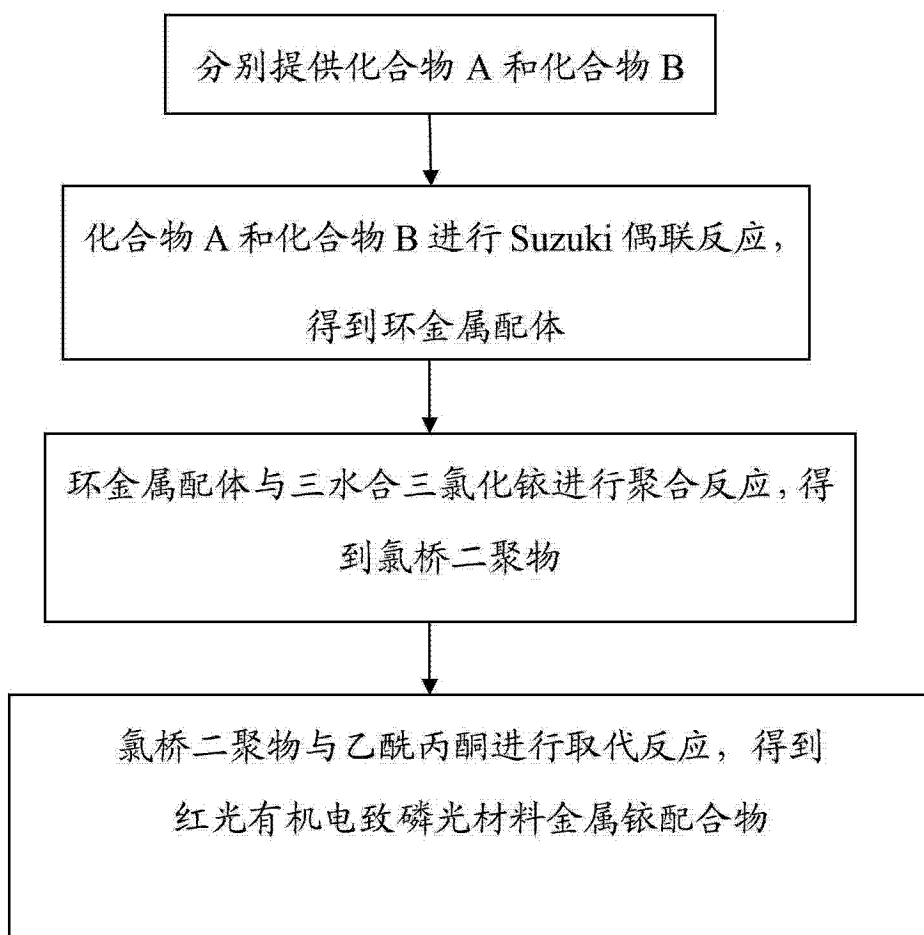 分别提供化合物 A 和化合物 B
化合物 A 和化合物 B 进行 Suzuki 偶联反应，
得到环金属配体
环金属配体与三水合三氯化铱进行聚合反应，得
到氯桥二聚物
氯桥二聚物与乙酰丙酮进行取代反应，得到
红光有机电致磷光材料金属铱配合物